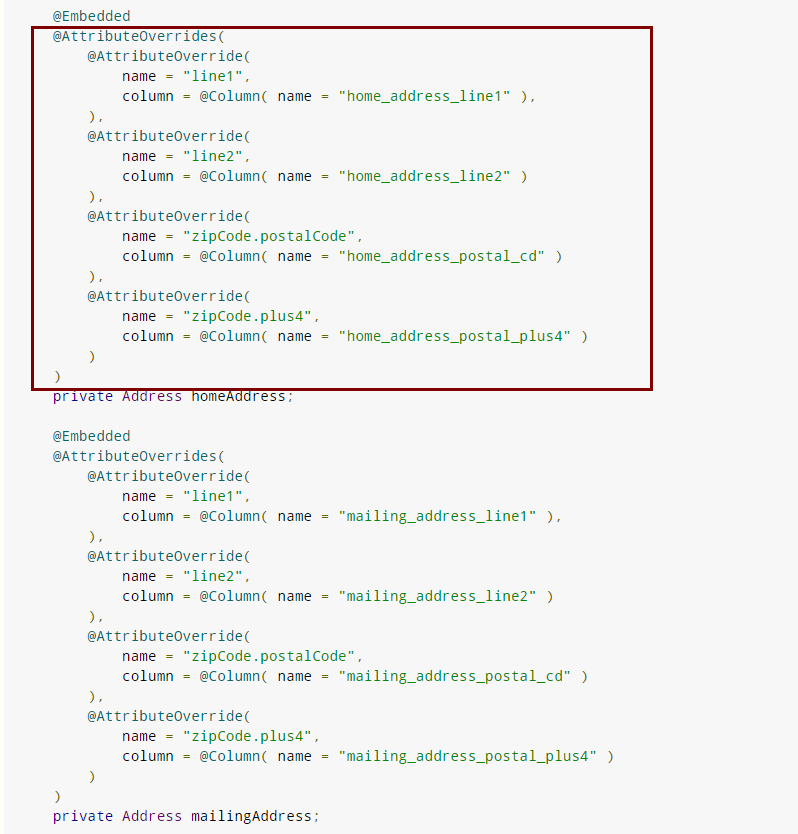 @Embedded
@AttributeOverrides(
    @AttributeOverride(
        name = "line1",
        column = @Column( name = "home_address_line1" ),
    ),
    @AttributeOverride(
        name = "line2",
        column = @Column( name = "home_address_line2" )
    ),
    @AttributeOverride(
        name = "zipCode.postalCode",
        column = @Column( name = "home_address_postal_cd" )
    ),
    @AttributeOverride(
        name = "zipCode.plus4",
        column = @Column( name = "home_address_postal_plus4" )
    )
)
private Address homeAddress;

@Embedded
@AttributeOverrides(
    @AttributeOverride(
        name = "line1",
        column = @Column( name = "mailing_address_line1" ),
    ),
    @AttributeOverride(
        name = "line2",
        column = @Column( name = "mailing_address_line2" )
    ),
    @AttributeOverride(
        name = "zipCode.postalCode",
        column = @Column( name = "mailing_address_postal_cd" )
    ),
    @AttributeOverride(
        name = "zipCode.plus4",
        column = @Column( name = "mailing_address_postal_plus4" )
    )
)
private Address mailingAddress;